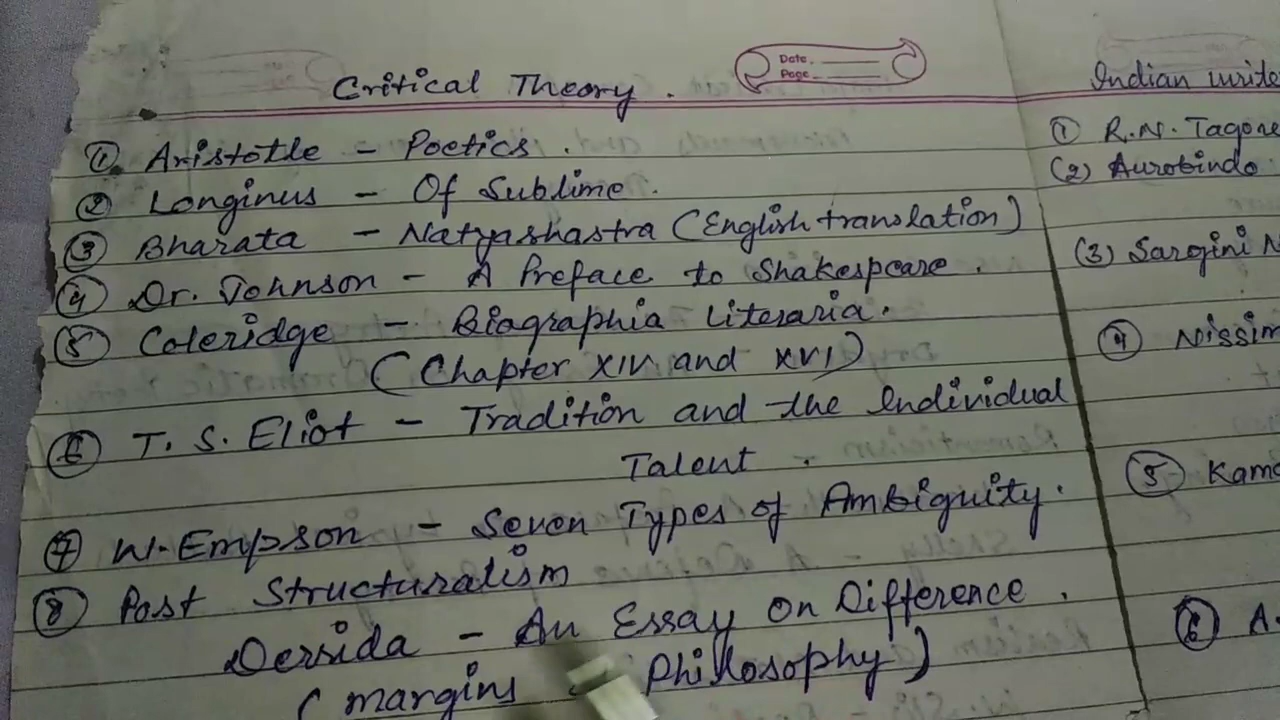 Date.
Page
Critical Theory.
① Aristotle - Poetics.
② Longinus - Of Sublime.
③ Bharata - Natyashastra (English translation)
④ Dr. Johnson - A Preface to Shakespeare.
⑤ Coleridge - Biographia Literaria.
(Chapter XIV and XVI)
⑥ T. S. Eliot - Tradition and the Individual
Talent.
⑦ W. Empson - Seven Types of Ambiguity.
⑧ Post Structuralism
Derrida - An Essay On Difference.
(margins Philosophy)
Indian write
① R.N. Tagore
(2) Aurobindo
(3) Sarojini N
④ Nissim
⑤ Kama
⑥ A.